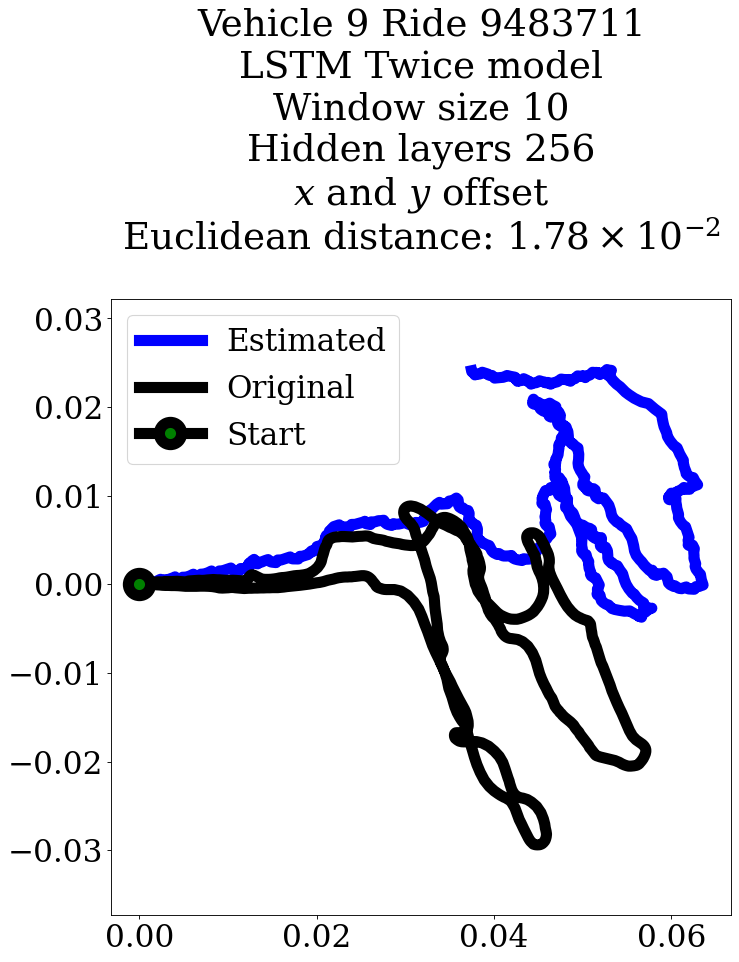 Vehicle 9 Ride 9483711
LSTM Twice model
Window size 10
Hidden layers 256
x and y offset
Euclidean distance: 1.78 × 10⁻²
Estimated
Original
Start
0.03
0.02
0.01
0.00
−0.01
−0.02
−0.03
0.00 0.02 0.04 0.06